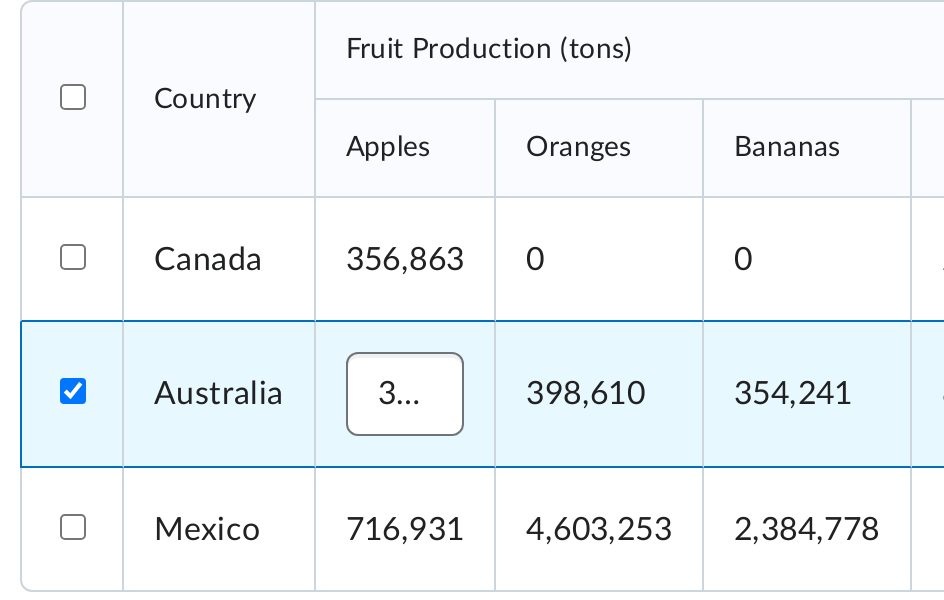 Fruit Production (tons)
Country
Apples Oranges Bananas
Canada 356,863 0 0
Australia 3... 398,610 354,241
Mexico 716,931 4,603,253 2,384,778